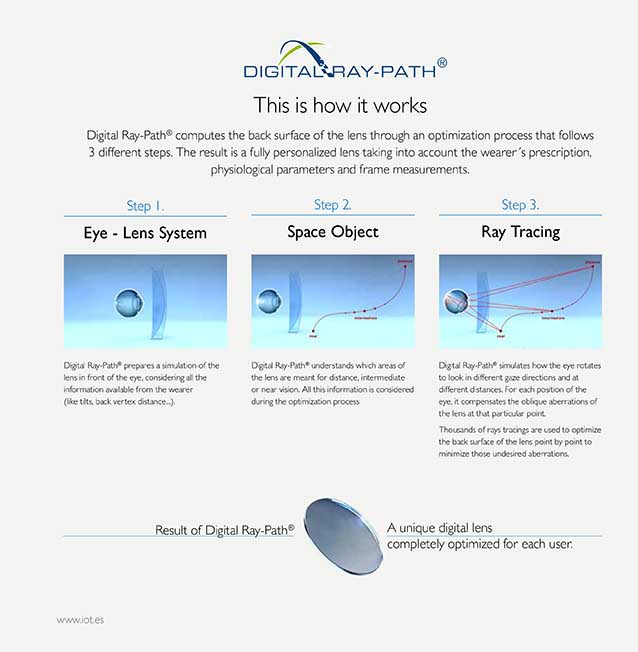 DIGITAL RAY-PATH®
This is how it works
Digital Ray-Path® computes the back surface of the lens through an optimization process that follows
3 different steps. The result is a fully personalized lens taking into account the wearer´s prescription,
physiological parameters and frame measurements.
Step 1.
Eye - Lens System
Digital Ray-Path® prepares a simulation of the
lens in front of the eye, considering all the
information available from the wearer
(like tilts, back vertex distance...).
Step 2.
Space Object
distance
intermediate
near
Digital Ray-Path® understands which areas of
the lens are meant for distance, intermediate
or near vision. All this information is considered
during the optimization process
Step 3.
Ray Tracing
distance
intermediate
near
Digital Ray-Path® simulates how the eye rotates
to look in different gaze directions and at
different distances. For each position of the
eye, it compensates the oblique aberrations of
the lens at that particular point.
Thousands of rays tracings are used to optimize
the back surface of the lens point by point to
minimize those undesired aberrations.
Result of Digital Ray-Path®
A unique digital lens
completely optimized for each user.
www.iot.es